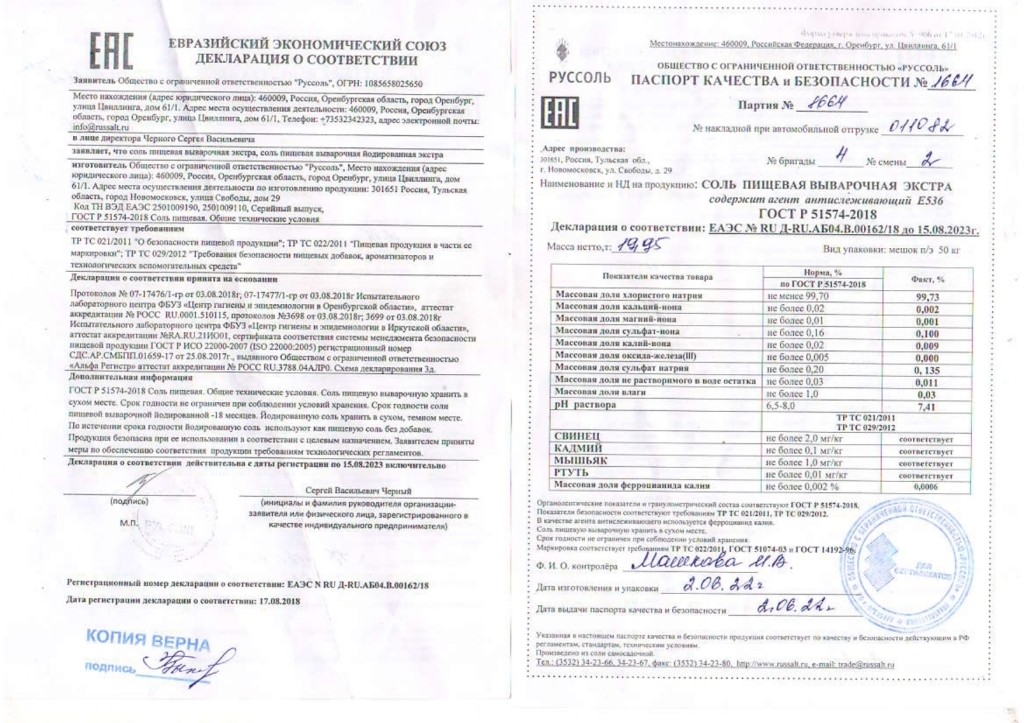 ЕАС
ЕВРАЗИЙСКИЙ ЭКОНОМИЧЕСКИЙ СОЮЗ
ДЕКЛАРАЦИЯ О СООТВЕТСТВИИ
Заявитель Общество с ограниченной ответственностью "Руссоль", ОГРН: 1085658025650
Место нахождения (адрес юридического лица): 460009, Россия, Оренбургская область, город Оренбург,
улица Цвиллинга, дом 61/1. Адрес места осуществления деятельности: 460009, Россия, Оренбургская
область, город Оренбург, улица Цвиллинга, дом 61/1, Телефон: +73532342323, адрес электронной почты:
info@russalt.ru
в лице директора Черного Сергея Васильевича
заявляет, что соль пищевая выварочная экстра, соль пищевая выварочная йодированная экстра
изготовитель Общество с ограниченной ответственностью "Руссоль", Место нахождения (адрес
юридического лица): 460009, Россия, Оренбургская область, город Оренбург, улица Цвиллинга, дом
61/1. Адрес места осуществления деятельности по изготовлению продукции: 301651 Россия, Тульская
область, город Новомосковск, улица Свободы, дом 29
Код ТН ВЭД ЕАЭС 2501009190, 2501009110, Серийный выпуск,
ГОСТ Р 51574-2018 Соль пищевая. Общие технические условия
соответствует требованиям
ТР ТС 021/2011 "О безопасности пищевой продукции"; ТР ТС 022/2011 "Пищевая продукция в части ее
маркировки"; ТР ТС 029/2012 "Требования безопасности пищевых добавок, ароматизаторов и
технологических вспомогательных средств"
Декларация о соответствии принята на основании
Протоколов № 07-17476/1-гр от 03.08.2018г; 07-17477/1-гр от 03.08.2018г Испытательного
лабораторного центра ФБУЗ «Центр гигиены и эпидемиологии в Оренбургской области», аттестат
аккредитации № РОСС RU.0001.510115, протоколов №3698 от 03.08.2018г; 3699 от 03.08.2018г
Испытательного лабораторного центра ФБУЗ «Центр гигиены и эпидемиологии в Иркутской области»,
аттестат аккредитации №RA.RU.21ИО01, сертификата соответствия системы менеджмента безопасности
пищевой продукции ГОСТ Р ИСО 22000-2007 (ISO 22000:2005) регистрационный номер
СДС.АР.СМБПП.01659-17 от 25.08.2017г., выданного Обществом с ограниченной ответственностью
«Альфа Регистр» аттестат аккредитации № РОСС RU.3788.04АЛР0. Схема декларирования 3д.
Дополнительная информация
ГОСТ Р 51574-2018 Соль пищевая. Общие технические условия. Соль пищевую выварочную хранить в
сухом месте. Срок годности не ограничен при соблюдении условий хранения. Срок годности соли
пищевой выварочной йодированной -18 месяцев. Йодированную соль хранить в сухом, темном месте.
По истечении срока годности йодированную соль используют как пищевую соль без добавок.
Продукция безопасна при ее использовании в соответствии с целевым назначением. Заявителем приняты
меры по обеспечению соответствия продукции требованиям технологических регламентов.
Декларация о соответствии действительна с даты регистрации по 15.08.2023 включительно
(подпись)
М.П.
Сергей Васильевич Черный
(инициалы и фамилия руководителя организации-
заявителя или физического лица, зарегистрированного в
качестве индивидуального предпринимателя)
Регистрационный номер декларации о соответствии: ЕАЭС N RU Д-RU.АБ04.В.00162/18
Дата регистрации декларации о соответствии: 17.08.2018
КОПИЯ ВЕРНА
подпись
Местонахождение: 460009, Российская Федерация, г. Оренбург, ул. Цвиллинга, 61/1
РУССОЛЬ
ОБЩЕСТВО С ОГРАНИЧЕННОЙ ОТВЕТСТВЕННОСТЬЮ «РУССОЛЬ»
ПАСПОРТ КАЧЕСТВА и БЕЗОПАСНОСТИ № 1664
ЕАС
Партия № 1664
№ накладной при автомобильной отгрузке 011082
Адрес производства:
301651, Россия, Тульская обл.,
г. Новомосковск, ул. Свободы, д. 29
№ бригады 4 № смены 2
Наименование и НД на продукцию: СОЛЬ ПИЩЕВАЯ ВЫВАРОЧНАЯ ЭКСТРА
содержит агент антислеживающий Е536
ГОСТ Р 51574-2018
Декларация о соответствии: ЕАЭС № RU Д-RU.АБ04.В.00162/18 до 15.08.2023г.
Масса нетто,т: 19,95 Вид упаковки: мешок п/э 50 кг
Показатели качества товара Норма, % по ГОСТ Р 51574-2018 Факт, %
Массовая доля хлористого натрия не менее 99,70 99,73
Массовая доля кальций-иона не более 0,02 0,002
Массовая доля магний-иона не более 0,01 0,001
Массовая доля сульфат-иона не более 0,16 0,100
Массовая доля калий-иона не более 0,02 0,009
Массовая доля оксида-железа(III) не более 0,005 0,000
Массовая доля сульфат натрия не более 0,20 0, 135
Массовая доля не растворимого в воде остатка не более 0,03 0,011
Массовая доля влаги не более 1,0 0,03
pH раствора 6,5-8,0 7,41
ТР ТС 021/2011
ТР ТС 029/2012
СВИНЕЦ не более 2,0 мг/кг соответствует
КАДМИЙ не более 0,1 мг/кг соответствует
МЫШЬЯК не более 1,0 мг/кг соответствует
РТУТЬ не более 0,01 мг/кг соответствует
Массовая доля ферроцианида калия не более 0,002 % 0,0006
Органолептические показатели и гранулометрический состав соответствуют ГОСТ Р 51574-2018.
Показатели безопасности соответствуют требованиям ТР ТС 021/2011, ТР ТС 029/2012.
В качестве агента антислеживающего используется ферроцианид калия.
Соль пищевую выварочную хранить в сухом месте.
Срок годности не ограничен при соблюдении условий хранения.
Маркировка соответствует требованиям ТР ТС 022/2011, ГОСТ 51074-03 и ГОСТ 14192-96.
Ф. И. О. контролёра Машкова И.В.
Дата изготовления и упаковки 2.06.22г
Дата выдачи паспорта качества и безопасности 2.06.22г
ДЛЯ СЕРТИФИКАТОВ
Указанная в настоящем паспорте качества и безопасности продукция соответствует по качеству и безопасности действующим в РФ
регламентам, стандартам, техническим условиям.
Произведено из соли самосадочной.
Тел.: (3532) 34-23-66, 34-23-67, факс: (3532) 34-23-80, http://www.russalt.ru, e-mail: trade@russalt.ru